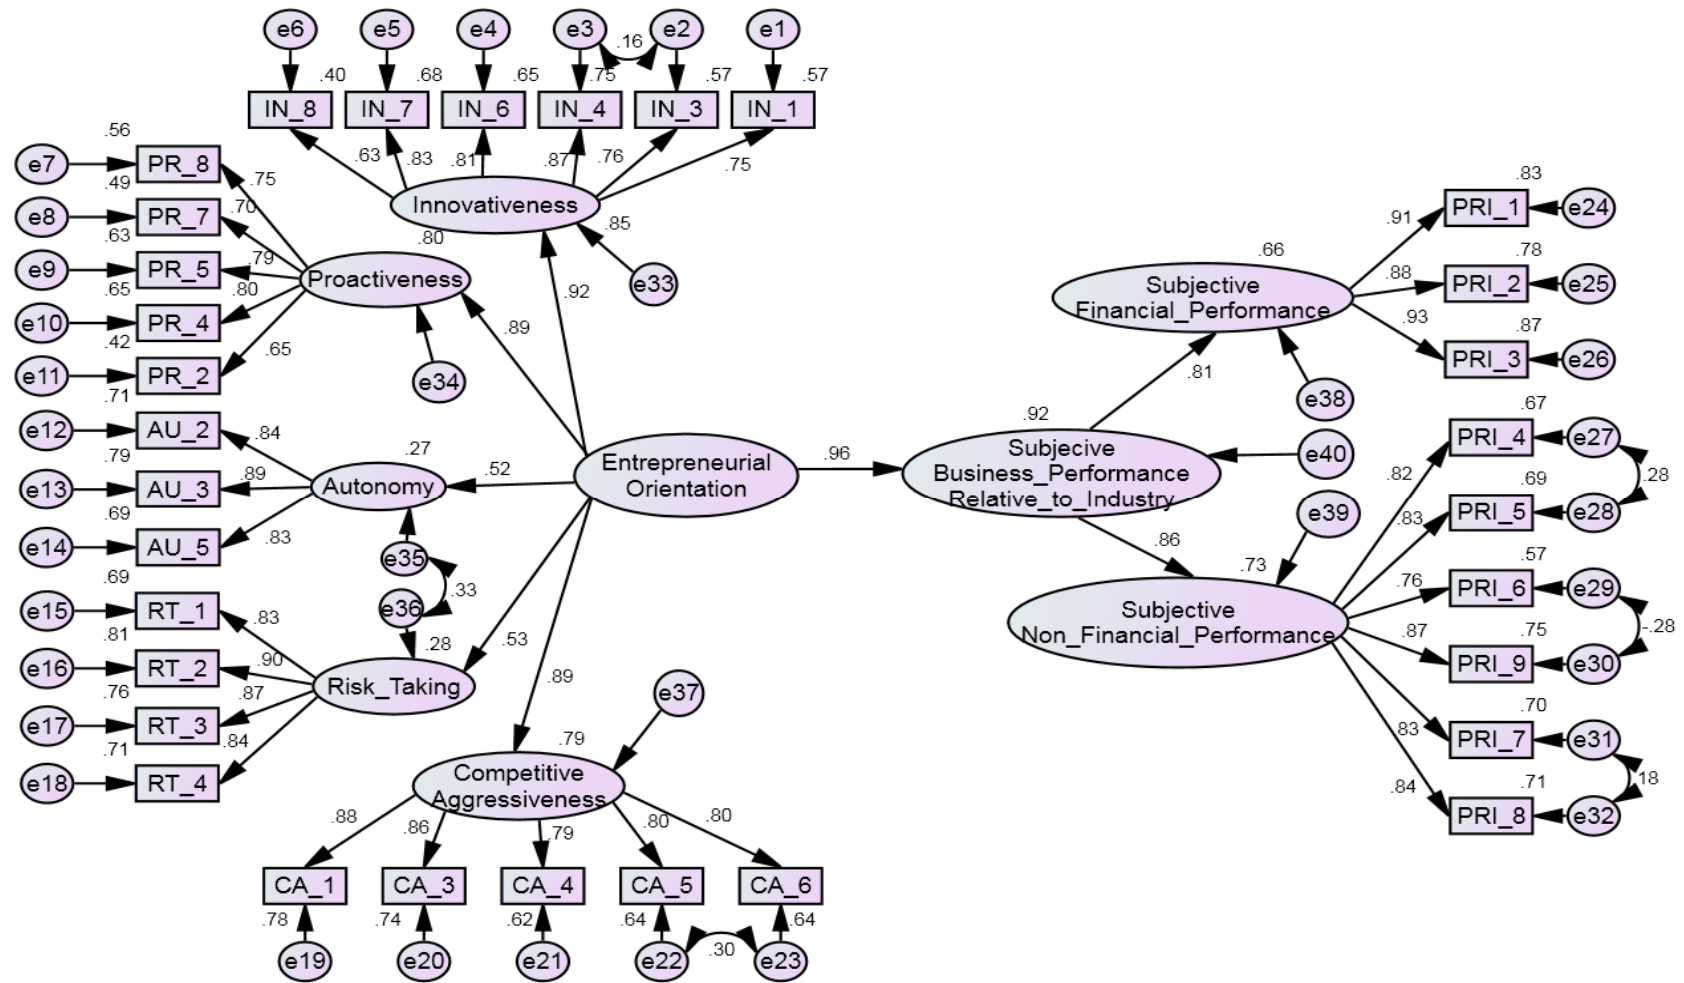 e6 e5 e4 e3 .16 e2 e1
.40 .68 .65 .75 .57 .57
IN_8 IN_7 IN_6 IN_4 IN_3 IN_1
.63 .83 .81 .87 .76 .75
Innovativeness
.85
e33
.92
.56
e7 PR_8 .75
.49
e8 PR_7 .70
.63
e9 PR_5 .79
.65
e10 PR_4 .80
.42
e11 PR_2 .65
.80
Proactiveness
e34
.89
.71
e12 AU_2 .84
.79
e13 AU_3 .89
.69
e14 AU_5 .83
.27
Autonomy
.52
e35
.33
e36
.69
e15 RT_1 .83
.81
e16 RT_2 .90
.76
e17 RT_3 .87
.71
e18 RT_4 .84
.28
Risk_Taking
.53
Entrepreneurial
Orientation
.89
e37
.79
Competitive
Aggressiveness
.88 .86 .79 .80 .80
CA_1 CA_3 CA_4 CA_5 CA_6
.78 .74 .62 .64 .64
e19 e20 e21 e22 .30 e23
.96
.92
Subjecive
Business_Performance
Relative_to_Industry
e40
.81
.66
Subjective
Financial_Performance
e38
.83
.91 PRI_1 e24
.78
.88 PRI_2 e25
.87
.93 PRI_3 e26
.86
e39
.73
Subjective
Non_Financial_Performance
.67
.82 PRI_4 e27
.28
.69
.83 PRI_5 e28
.57
.76 PRI_6 e29
-.28
.75
.87 PRI_9 e30
.70
.83 PRI_7 e31
.18
.71
.84 PRI_8 e32